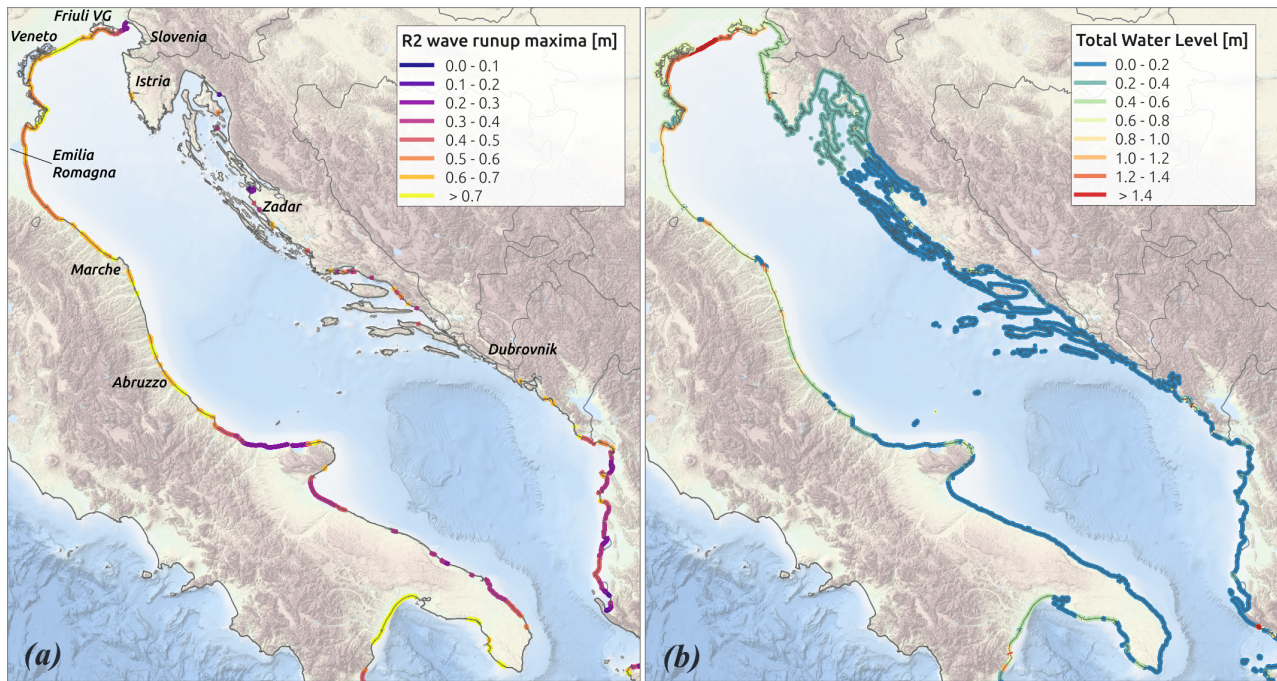 Friuli VG
Veneto
Slovenia
Istria
Emilia
Romagna
Zadar
Marche
Dubrovnik
Abruzzo
R2 wave runup maxima [m]
0.0 - 0.1
0.1 - 0.2
0.2 - 0.3
0.3 - 0.4
0.4 - 0.5
0.5 - 0.6
0.6 - 0.7
> 0.7
(a)
Total Water Level [m]
0.0 - 0.2
0.2 - 0.4
0.4 - 0.6
0.6 - 0.8
0.8 - 1.0
1.0 - 1.2
1.2 - 1.4
> 1.4
(b)